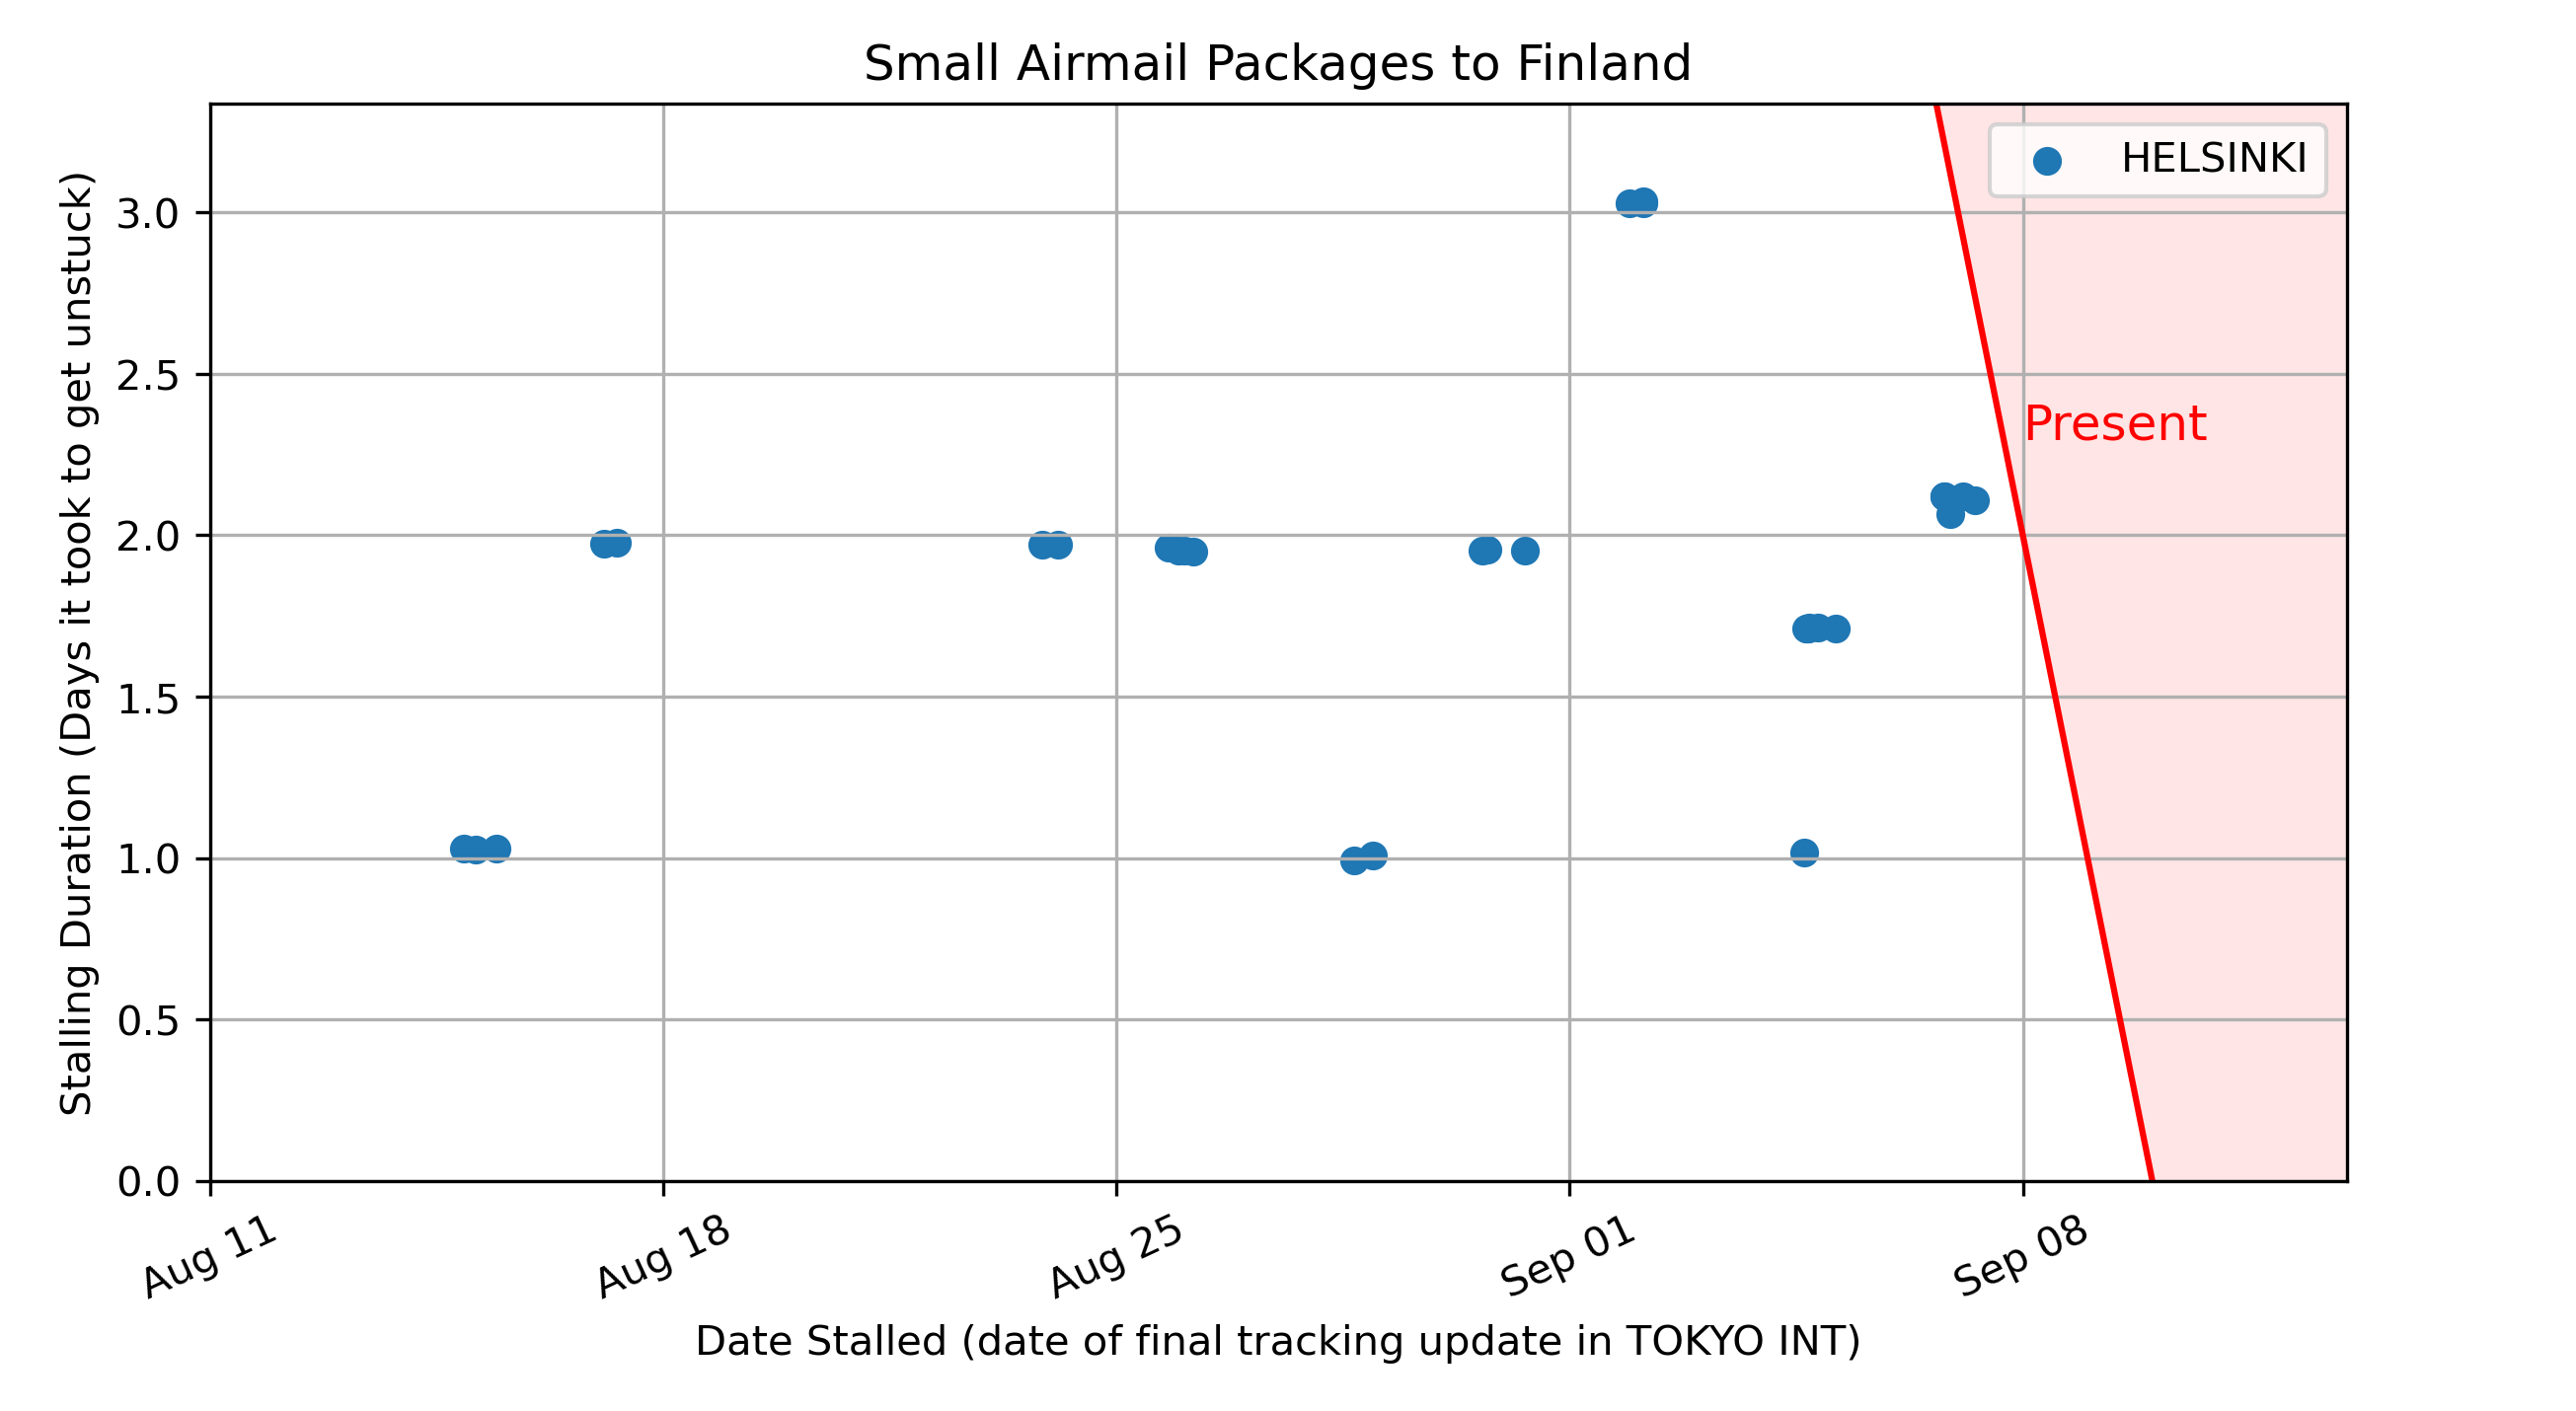 Small Airmail Packages to Finland
HELSINKI
Present
Stalling Duration (Days it took to get unstuck)
3.0
2.5
2.0
1.5
1.0
0.5
0.0
Aug 11
Aug 18
Aug 25
Sep 01
Sep 08
Date Stalled (date of final tracking update in TOKYO INT)